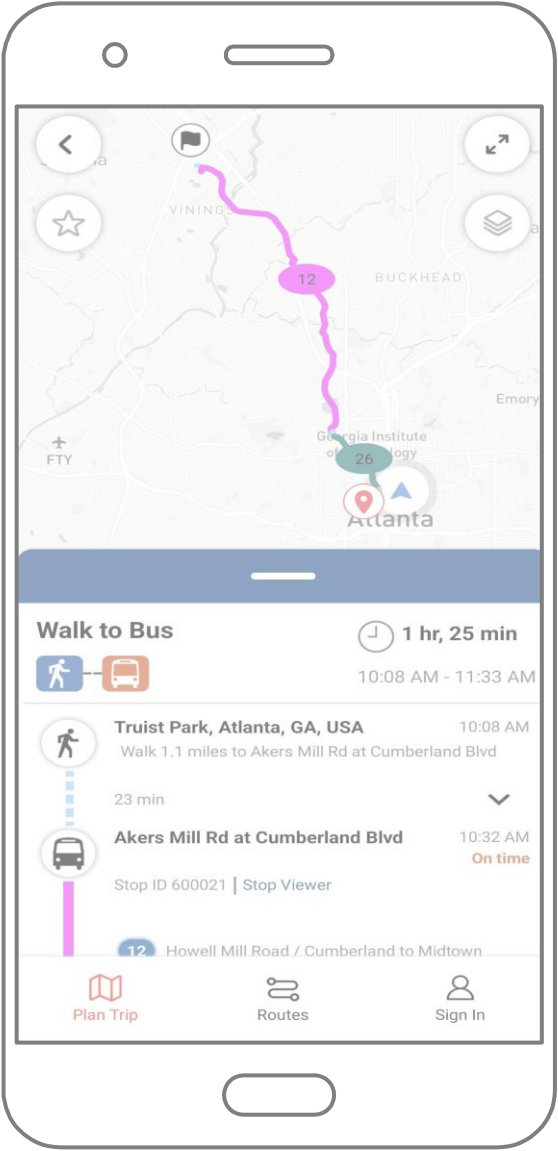 VININGS
12
BUCKHEAD
Emory
Georgia Institute
of
logy
26
FTY
Atlanta
Walk to Bus
1 hr, 25 min
10:08 AM - 11:33 AM
Truist Park, Atlanta, GA, USA
10:08 AM
Walk 1.1 miles to Akers Mill Rd at Cumberland Blvd
23 min
Akers Mill Rd at Cumberland Blvd
10:32 AM
On time
Stop ID 600021 | Stop Viewer
12 Howell Mill Road / Cumberland to Midtown
Plan Trip
Routes
Sign In